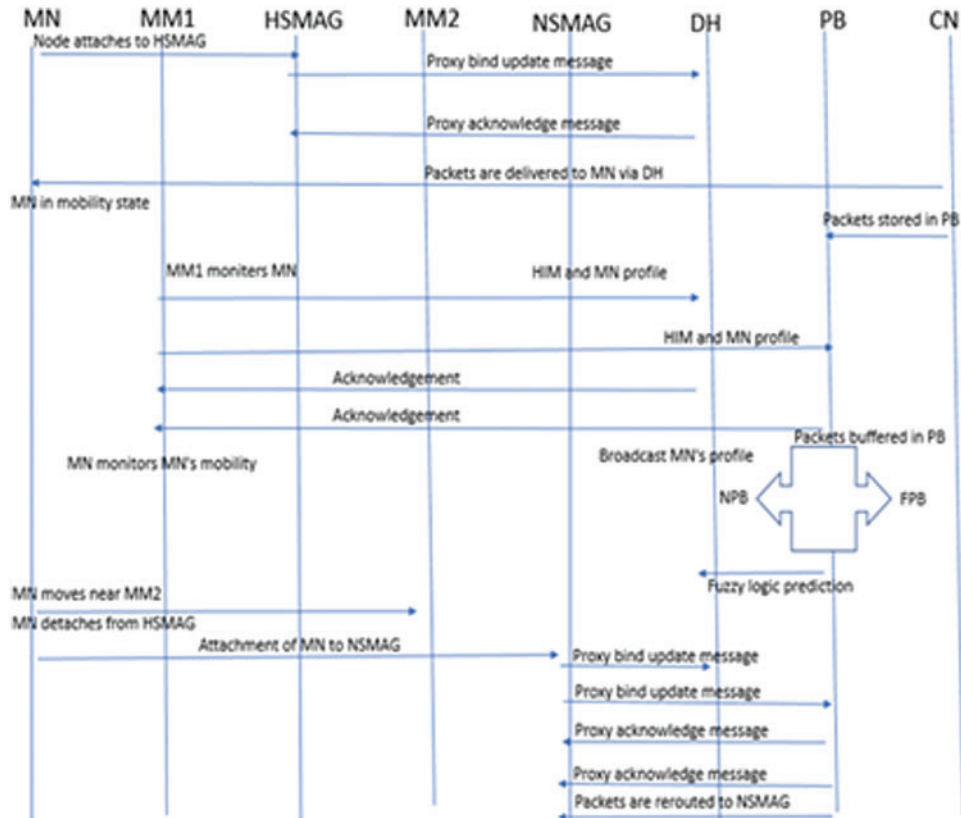 MN MM1 HSMAG MM2 NSMAG DH PB CN
Node attaches to HSMAG
Proxy bind update message
Proxy acknowledge message
Packets are delivered to MN via DH
MN in mobility state
Packets stored in PB
MM1 moniters MN
HIM and MN profile
HIM and MN profile
Acknowledgement
Acknowledgement
Packets buffered in PB
MN monitors MN's mobility
Broadcast MN's profile
NPB
FPB
Fuzzy logic prediction
MN moves near MM2
MN detaches from HSMAG
Attachment of MN to NSMAG
Proxy bind update message
Proxy bind update message
Proxy acknowledge message
Proxy acknowledge message
Packets are rerouted to NSMAG